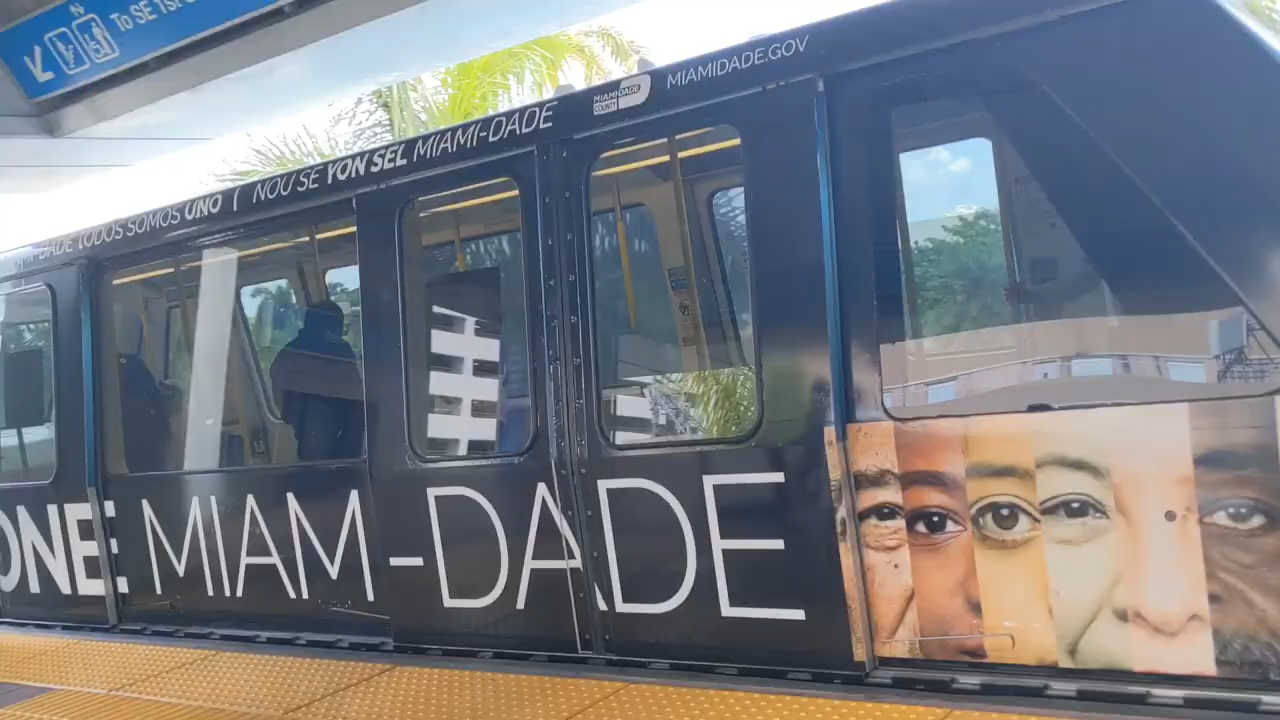 To SE 1st
DADE TODOS SOMOS UNO | NOU SE YON SEL MIAMI-DADE
MIAMI-DADE
COUNTY
MIAMIDADE.GOV
ONE MIAM-DADE